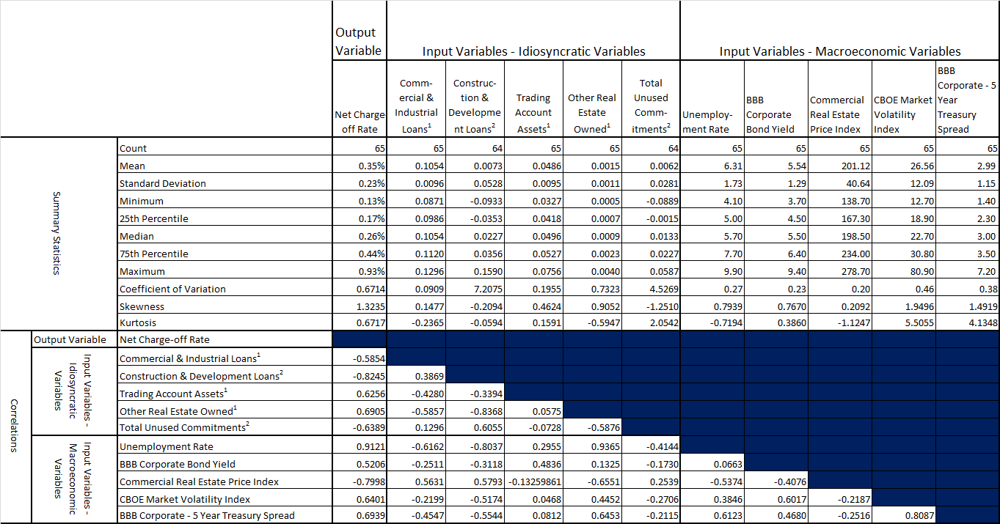 Output Variable
Input Variables - Idiosyncratic Variables
Input Variables - Macroeconomic Variables
Net Charge-off Rate
Comm-ercial & Industrial Loans1
Construc-tion & Developme nt Loans2
Trading Account Assets1
Other Real Estate Owned1
Total Unused Comm-itments2
Unemploy-ment Rate
BBB Corporate Bond Yield
Commercial Real Estate Price Index
CBOE Market Volatility Index
BBB Corporate - 5 Year Treasury Spread
Summary Statistics
Count 65 65 64 65 65 64 65 65 65 65 65
Mean 0.35% 0.1054 0.0073 0.0486 0.0015 0.0062 6.31 5.54 201.12 26.56 2.99
Standard Deviation 0.23% 0.0096 0.0528 0.0095 0.0011 0.0281 1.73 1.29 40.64 12.09 1.15
Minimum 0.13% 0.0871 -0.0933 0.0327 0.0005 -0.0889 4.10 3.70 138.70 12.70 1.40
25th Percentile 0.17% 0.0986 -0.0353 0.0418 0.0007 -0.0015 5.00 4.50 167.30 18.90 2.30
Median 0.26% 0.1054 0.0227 0.0496 0.0009 0.0133 5.70 5.50 198.50 22.70 3.00
75th Percentile 0.44% 0.1120 0.0356 0.0527 0.0023 0.0227 7.70 6.40 234.00 30.80 3.50
Maximum 0.93% 0.1296 0.1590 0.0756 0.0040 0.0587 9.90 9.40 278.70 80.90 7.20
Coefficient of Variation 0.6714 0.0909 7.2075 0.1955 0.7323 4.5269 0.27 0.23 0.20 0.46 0.38
Skewness 1.3235 0.1477 -0.2094 0.4624 0.9052 -1.2510 0.7939 0.7670 0.2092 1.9496 1.4919
Kurtosis 0.6717 -0.2365 -0.0594 0.1591 -0.5947 2.0542 -0.7194 0.3860 -1.1247 5.5055 4.1348
Correlations
Output Variable Net Charge-off Rate
Input Variables - Idiosyncratic Variables
Commercial & Industrial Loans1 -0.5854
Construction & Development Loans2 -0.8245 0.3869
Trading Account Assets1 0.6256 -0.4280 -0.3394
Other Real Estate Owned1 0.6905 -0.5857 -0.8368 0.0575
Total Unused Commitments2 -0.6389 0.1296 0.6055 -0.0728 -0.5876
Input Variables - Macroeconomic Variables
Unemployment Rate 0.9121 -0.6162 -0.8037 0.2955 0.9365 -0.4144
BBB Corporate Bond Yield 0.5206 -0.2511 -0.3118 0.4836 0.1325 -0.1730 0.0663
Commercial Real Estate Price Index -0.7998 0.5631 0.5793 -0.13259861 -0.6551 0.2539 -0.5374 -0.4076
CBOE Market Volatility Index 0.6401 -0.2199 -0.5174 0.0468 0.4452 -0.2706 0.3846 0.6017 -0.2187
BBB Corporate - 5 Year Treasury Spread 0.6939 -0.4547 -0.5544 0.0812 0.6453 -0.2115 0.6123 0.4680 -0.2516 0.8087